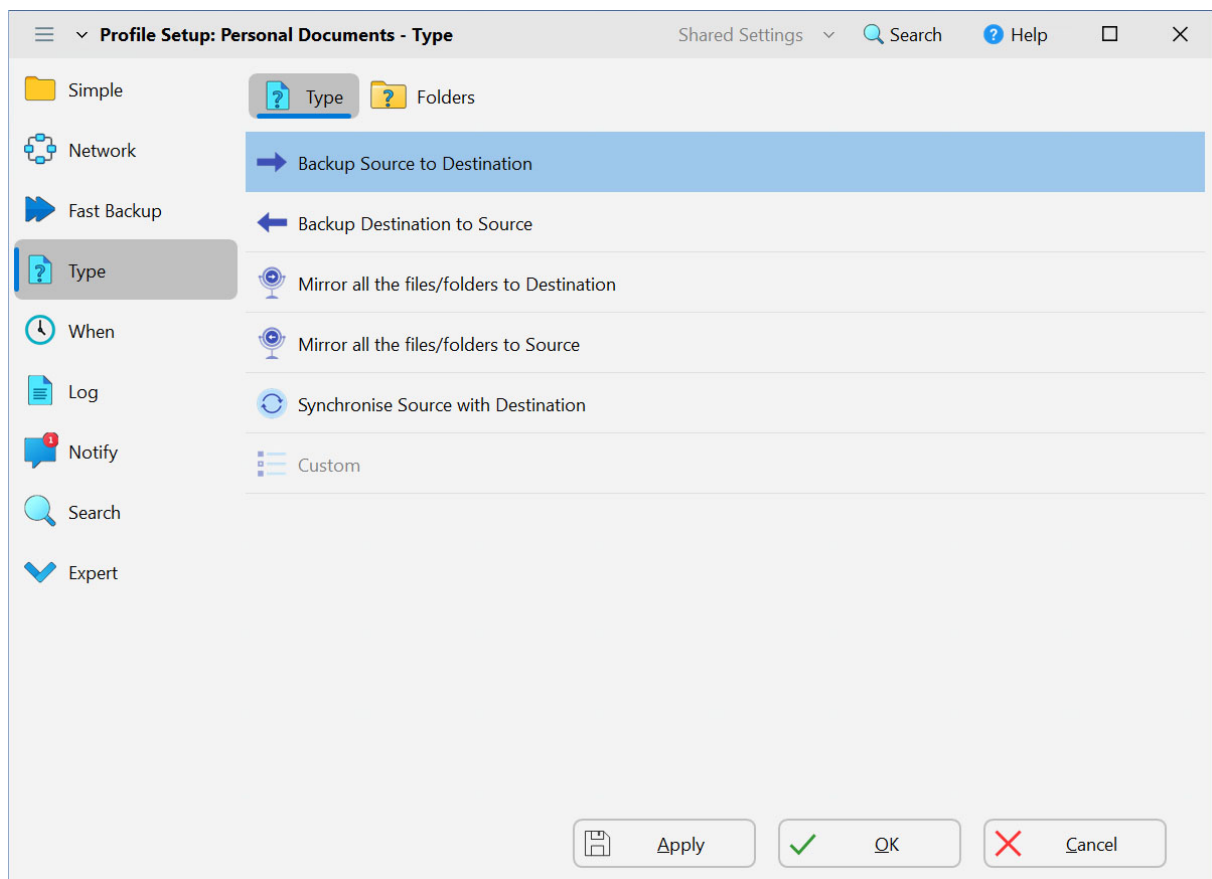 Profile Setup: Personal Documents - Type
Shared Settings
Search
Help
Simple
Network
Fast Backup
Type
When
Log
1
Notify
Search
Expert
Type
Folders
Backup Source to Destination
Backup Destination to Source
Mirror all the files/folders to Destination
Mirror all the files/folders to Source
Synchronise Source with Destination
Custom
Apply
OK
Cancel